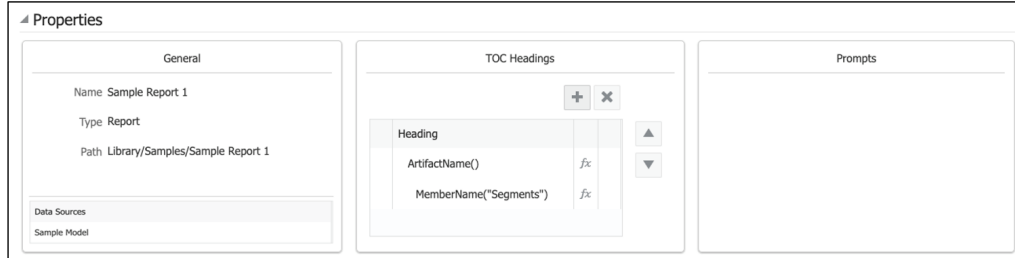 Properties
General
Name Sample Report 1
Type Report
Path Library/Samples/Sample Report 1
Data Sources
Sample Model
TOC Headings
Heading
ArtifactName() fx
MemberName("Segments") fx
Prompts